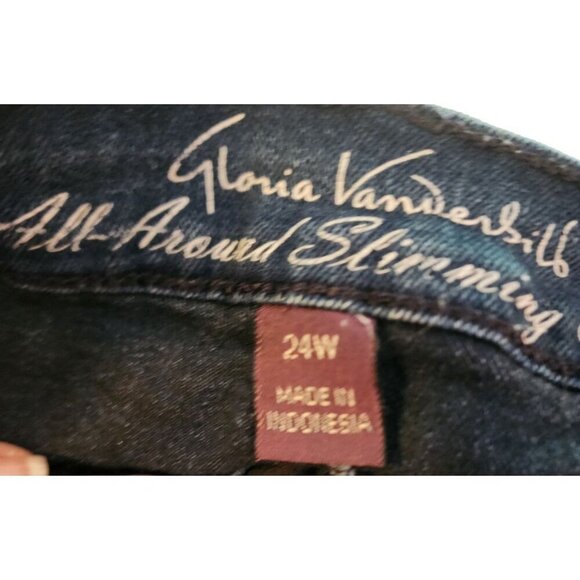 Gloria Vanderbilt
All-Around Slimming
24W
MADE IN
INDONESIA